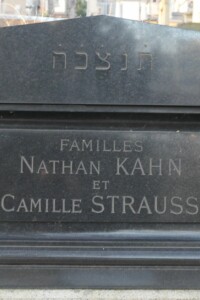 תנצבה
FAMILLES
NATHAN KAHN
ET
CAMILLE STRAUSS